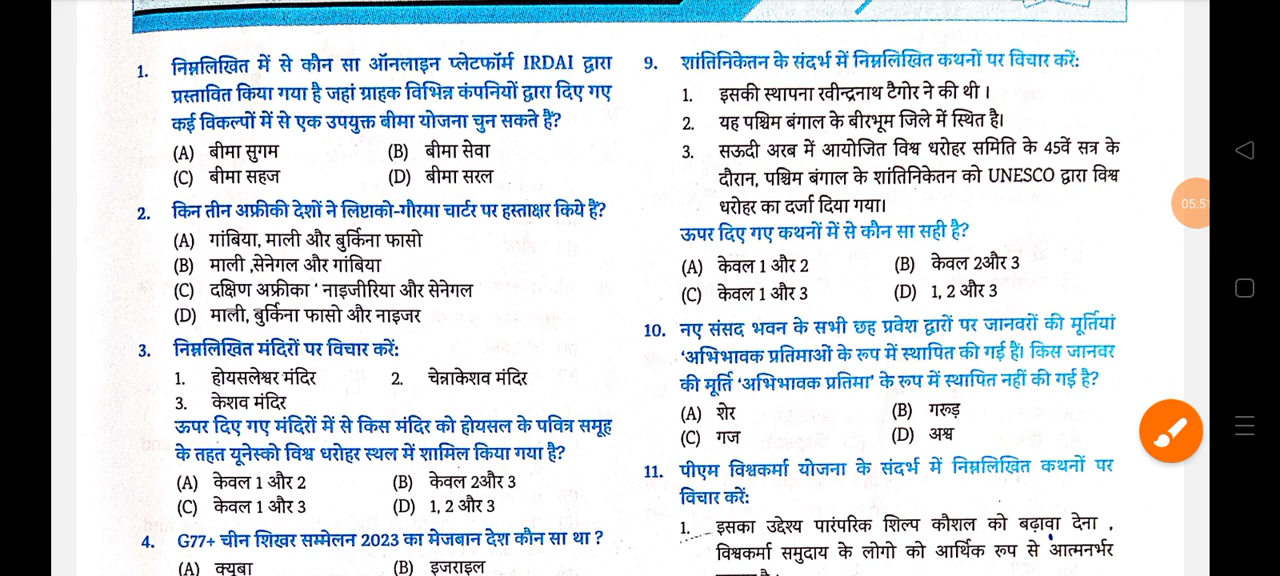 1. निम्नलिखित में से कौन सा ऑनलाइन प्लेटफॉर्म IRDAI द्वारा
प्रस्तावित किया गया है जहां ग्राहक विभिन्न कंपनियों द्वारा दिए गए
कई विकल्पों में से एक उपयुक्त बीमा योजना चुन सकते हैं?
(A) बीमा सुगम (B) बीमा सेवा
(C) बीमा सहज (D) बीमा सरल
2. किन तीन अफ्रीकी देशों ने लिप्टाको-गौरमा चार्टर पर हस्ताक्षर किये हैं?
(A) गांबिया, माली और बुर्किना फासो
(B) माली ,सेनेगल और गांबिया
(C) दक्षिण अफ्रीका ' नाइजीरिया और सेनेगल
(D) माली, बुर्किना फासो और नाइजर
3. निम्नलिखित मंदिरों पर विचार करें:
1. होयसलेश्वर मंदिर 2. चेन्नाकेशव मंदिर
3. केशव मंदिर
ऊपर दिए गए मंदिरों में से किस मंदिर को होयसल के पवित्र समूह
के तहत यूनेस्को विश्व धरोहर स्थल में शामिल किया गया है?
(A) केवल 1 और 2 (B) केवल 2और 3
(C) केवल 1 और 3 (D) 1, 2 और 3
4. G77+ चीन शिखर सम्मेलन 2023 का मेजबान देश कौन सा था ?
(A) क्यूबा (B) इजराइल
9. शांतिनिकेतन के संदर्भ में निम्नलिखित कथनों पर विचार करें:
1. इसकी स्थापना रवीन्द्रनाथ टैगोर ने की थी ।
2. यह पश्चिम बंगाल के बीरभूम जिले में स्थित है।
3. सऊदी अरब में आयोजित विश्व धरोहर समिति के 45वें सत्र के
दौरान, पश्चिम बंगाल के शांतिनिकेतन को UNESCO द्वारा विश्व
धरोहर का दर्जा दिया गया।
ऊपर दिए गए कथनों में से कौन सा सही है?
(A) केवल 1 और 2 (B) केवल 2और 3
(C) केवल 1 और 3 (D) 1, 2 और 3
10. नए संसद भवन के सभी छह प्रवेश द्वारों पर जानवरों की मूर्तियां
'अभिभावक प्रतिमाओं के रूप में स्थापित की गई हैं। किस जानवर
की मूर्ति 'अभिभावक प्रतिमा' के रूप में स्थापित नहीं की गई है?
(A) शेर (B) गरूड़
(C) गज (D) अश्व
11. पीएम विश्वकर्मा योजना के संदर्भ में निम्नलिखित कथनों पर
विचार करें:
1. इसका उद्देश्य पारंपरिक शिल्प कौशल को बढ़ावा देना ,
विश्वकर्मा समुदाय के लोगो को आर्थिक रूप से आत्मनर्भर